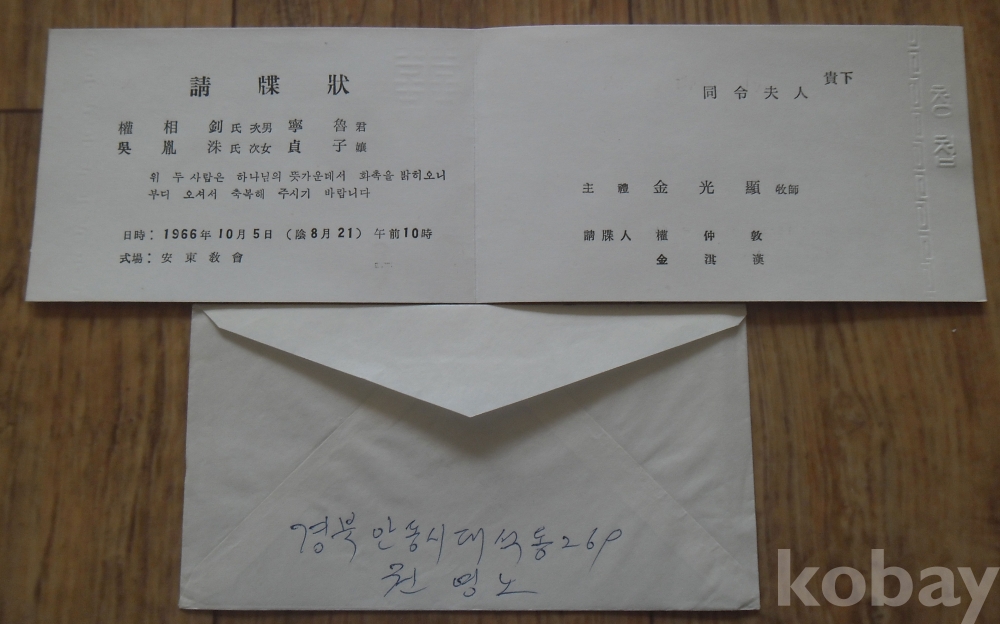 請牒狀
權相釗氏次男 寧魯君
吳胤洙氏次女 貞子讓
위 두사람은 하나님의 뜻가운데서 화촉을 밝히오니
부디 오셔서 축복해 주시기 바랍니다
日時: 1966年 10月 5日 (陰8月21) 午前10時
式場: 安東敎會
貴下
同令夫人
主禮 金光顯 牧師
請牒人 權仲敦
金淇漢
청첩
경북 안동시 대석동 269
권영노
kobay